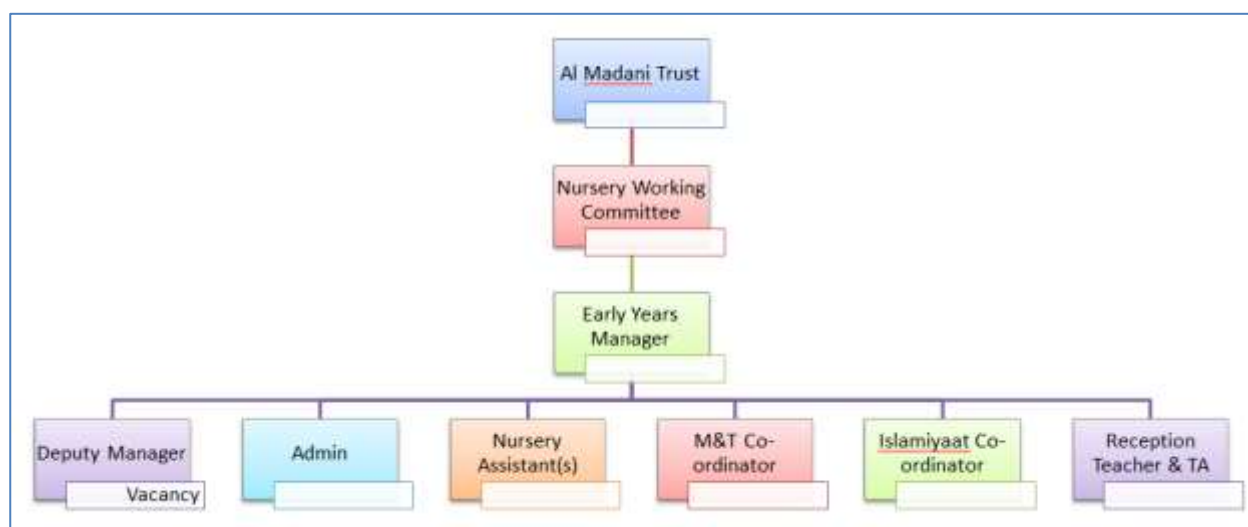 Al Madani Trust
Nursery Working
Committee
Early Years
Manager
Deputy Manager
Vacancy
Admin
Nursery
Assistant(s)
M&T Co-
ordinator
Islamiyaat Co-
ordinator
Reception
Teacher & TA